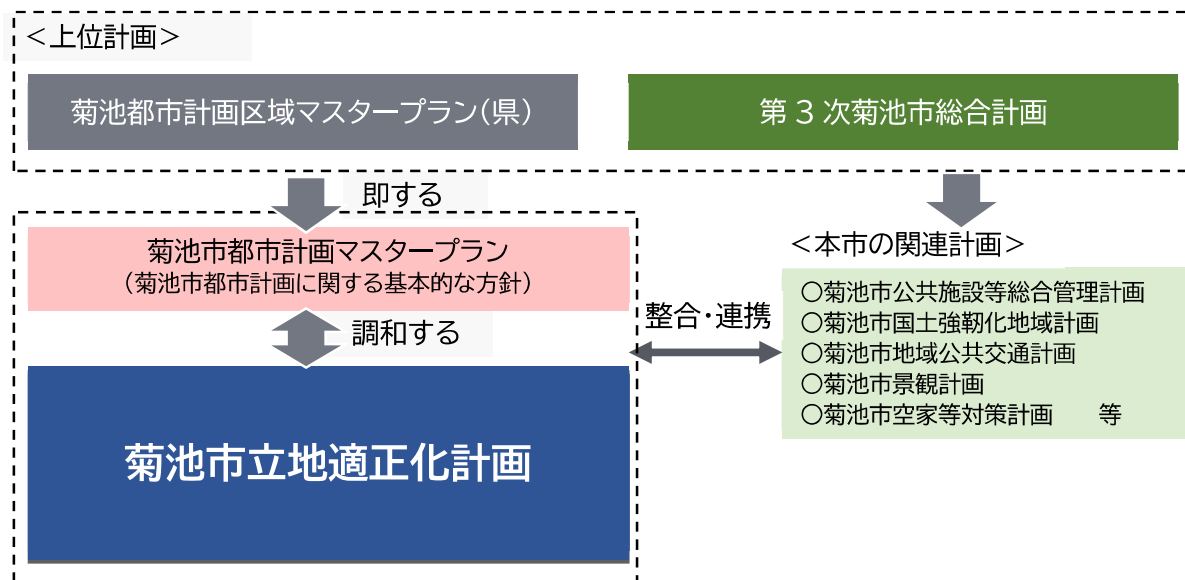 ＜上位計画＞
菊池都市計画区域マスタープラン（県）
第３次菊池市総合計画
即する
菊池市都市計画マスタープラン
（菊池市都市計画に関する基本的な方針）
調和する
菊池市立地適正化計画
整合・連携
＜本市の関連計画＞
〇菊池市公共施設等総合管理計画
〇菊池市国土強靭化地域計画
〇菊池市地域公共交通計画
〇菊池市景観計画
〇菊池市空家等対策計画　　等